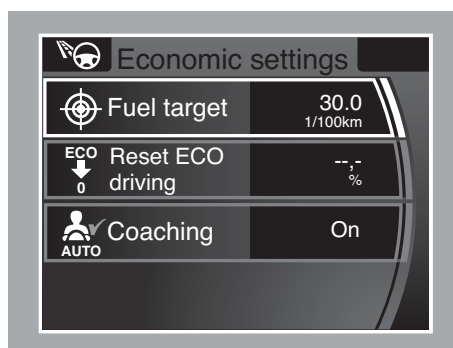 Economic settings
Fuel target
30.0
1/100km
ECO
0
Reset ECO
driving
--,-
%
AUTO
Coaching
On